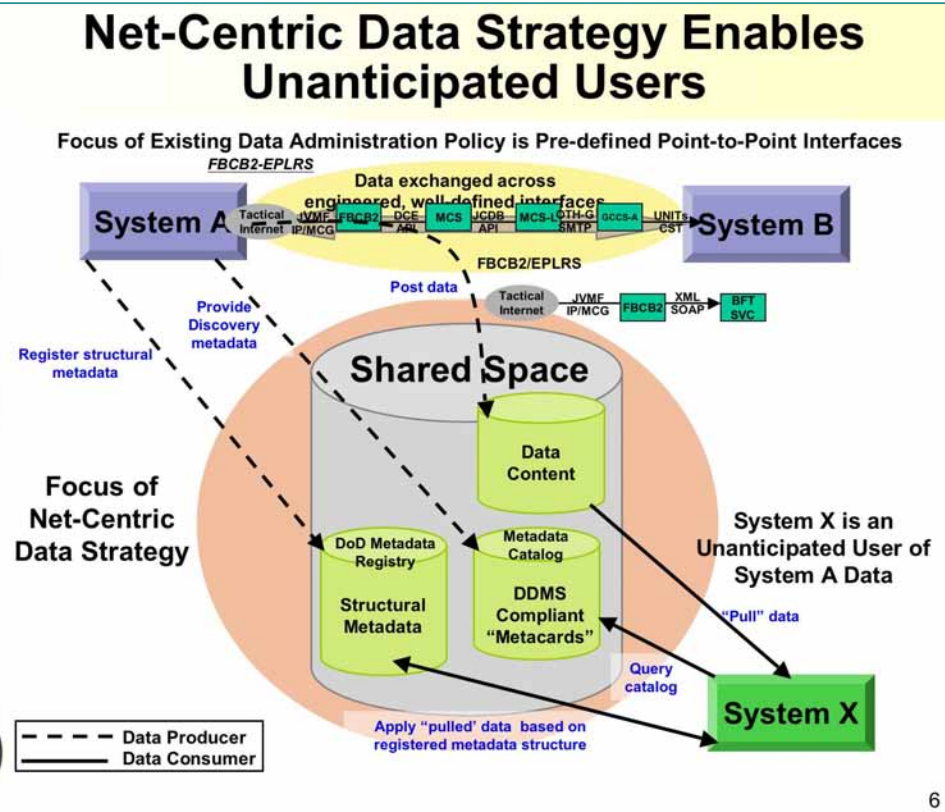 Net-Centric Data Strategy Enables
Unanticipated Users
Focus of Existing Data Administration Policy is Pre-defined Point-to-Point Interfaces
FBCB2-EPLRS
Data exchanged across
engineered, well-defined interfaces
System A
Tactical
Internet
JVMF
IP/MCG
FBCB2
DCE
API
MCS
JCDB
API
MCS-L
OTH-G
SMTP
GCCS-A
UNITs
CST
System B
FBCB2/EPLRS
Tactical
Internet
JVMF
IP/MCG
FBCB2
XML
SOAP
BFT
SVC
Post data
Provide
Discovery
metadata
Register structural
metadata
Shared Space
Data
Content
Focus of
Net-Centric
Data Strategy
DoD Metadata
Registry
Structural
Metadata
Metadata
Catalog
DDMS
Compliant
“Metacards”
System X is an
Unanticipated User of
System A Data
“Pull” data
Query
catalog
System X
Apply “pulled’ data based on
registered metadata structure
Data Producer
Data Consumer
6